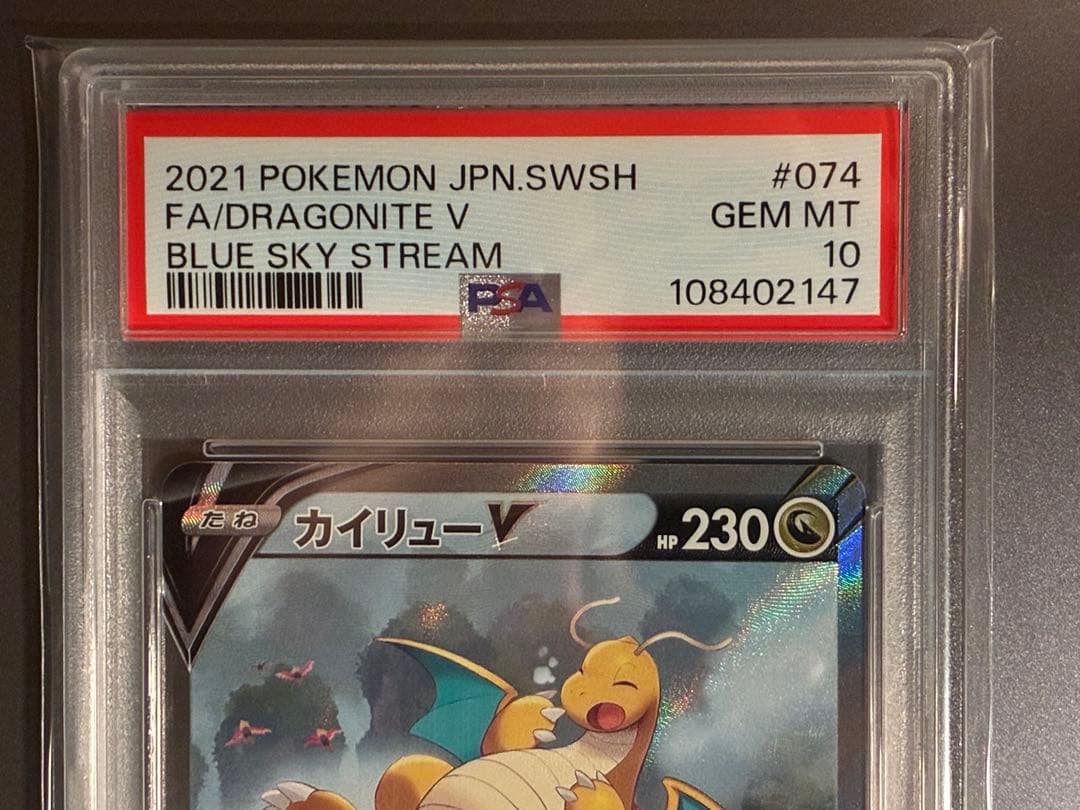 2021 POKEMON JPN.SWSH #074
FA/DRAGONITE V GEM MT
BLUE SKY STREAM 10
PSA 108402147
たね カイリューV HP 230